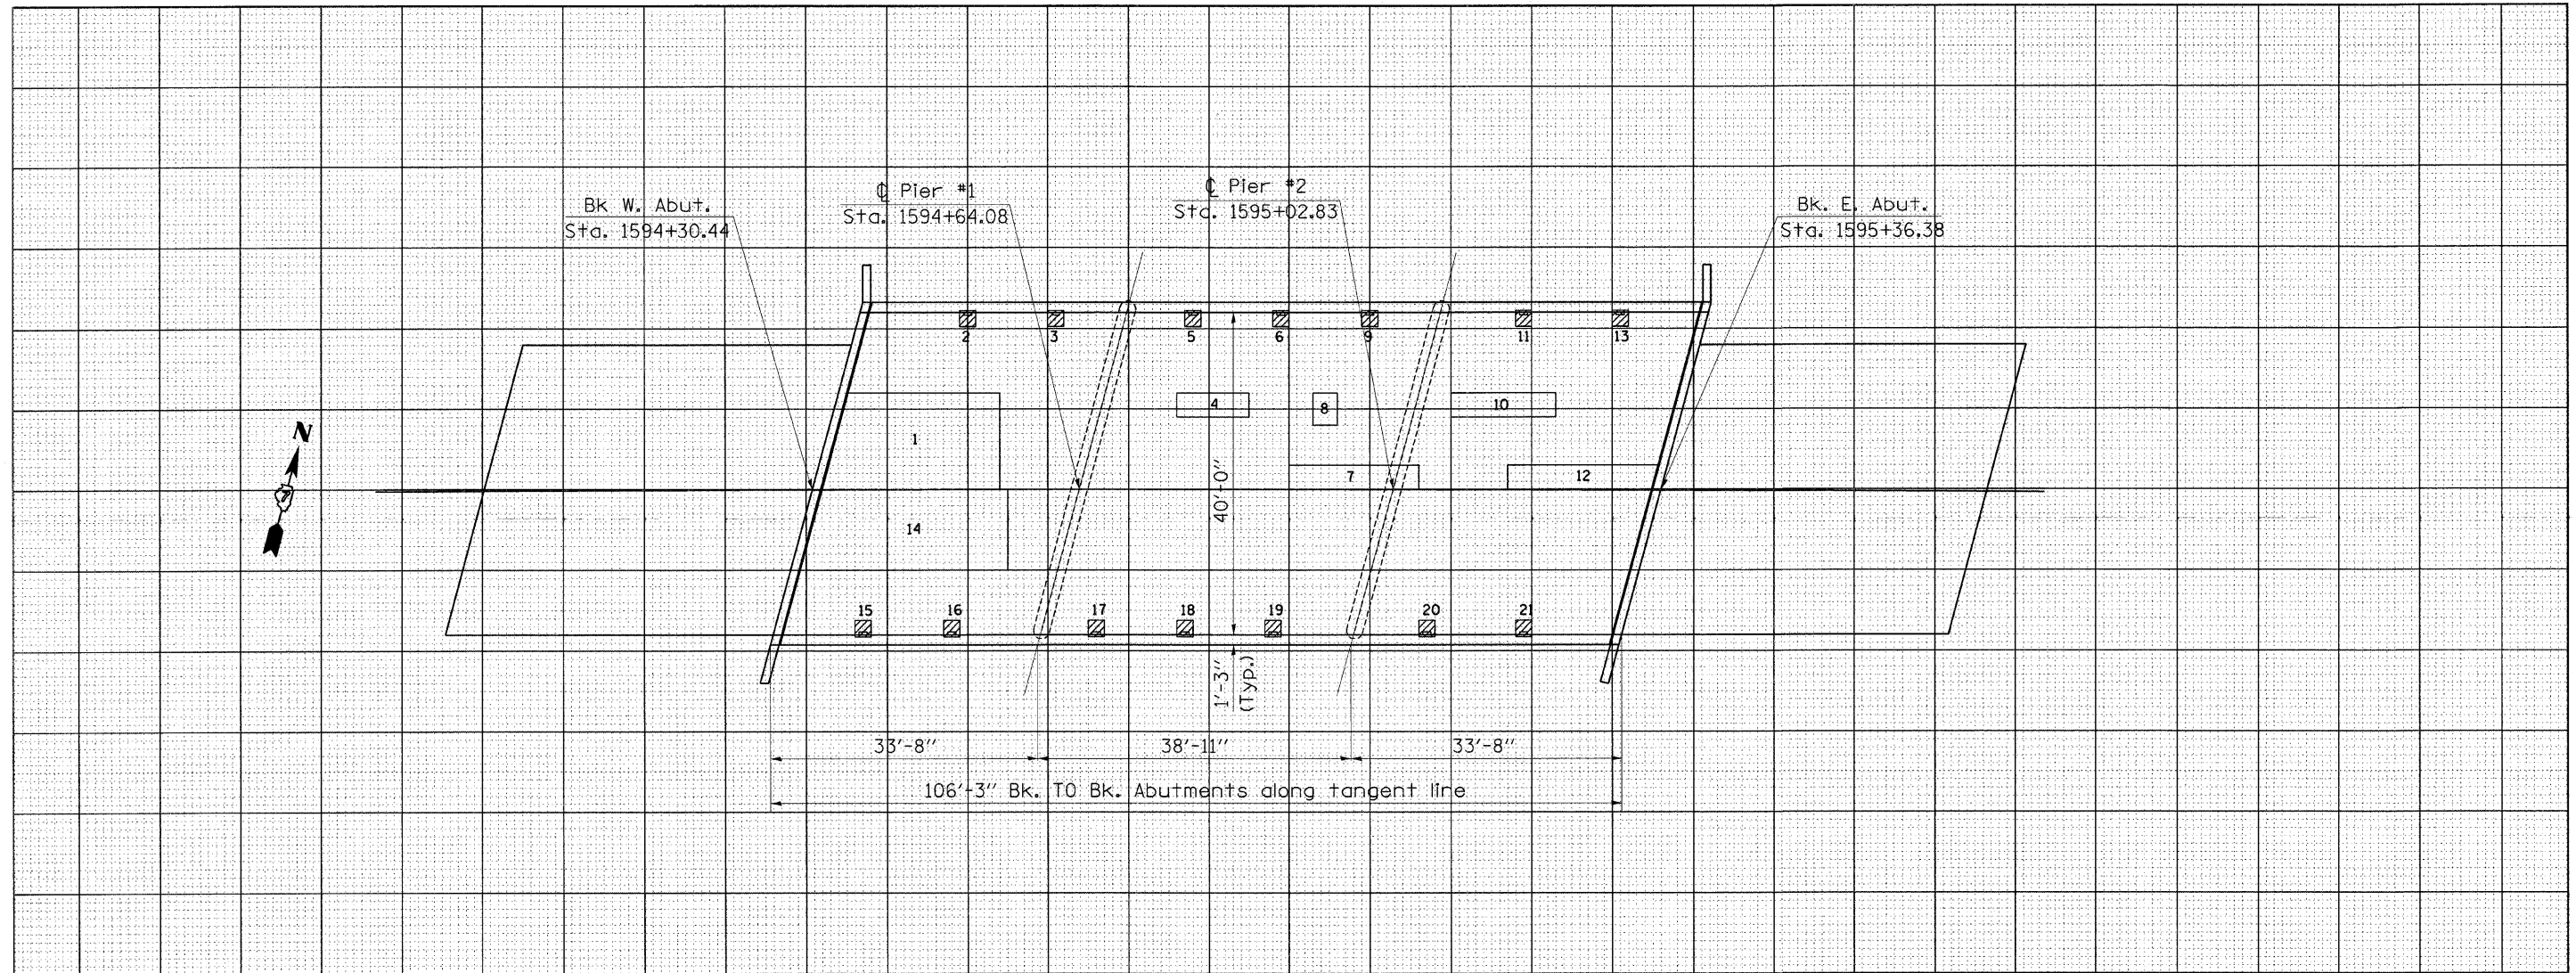 Bk W. Abut.
Sta. 1594+30.44
℄ Pier #1
Sta. 1594+64.08
℄ Pier #2
Sta. 1595+02.83
Bk. E. Abut.
Sta. 1595+36.38
2
3
5
6
9
11
13
4
8
10
1
N
7
12
40'-0"
14
15
16
17
18
19
20
21
1'-3"
(Typ.)
33'-8"
38'-11"
33'-8"
106'-3" Bk. TO Bk. Abutments along tangent line